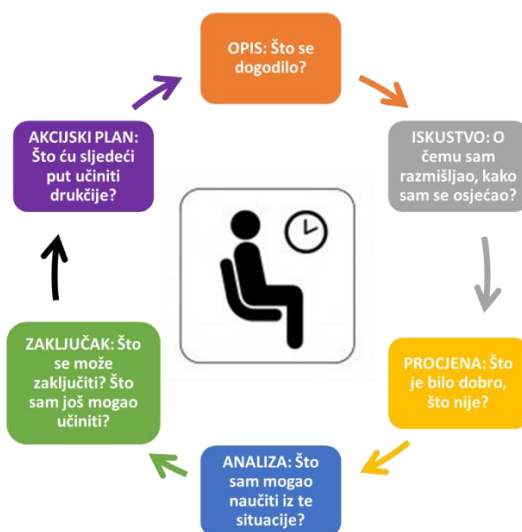 OPIS: Što se
dogodilo?
ISKUSTVO: O
čemu sam
razmišljao, kako
sam se osjećao?
PROCJENA: Što
je bilo dobro,
što nije?
ANALIZA: Što
sam mogao
naučiti iz te
situacije?
ZAKLJUČAK: Što
se može
zaključiti? Što
sam još mogao
učiniti?
AKCIJSKI PLAN:
Što ću sljedeći
put učiniti
drukčije?